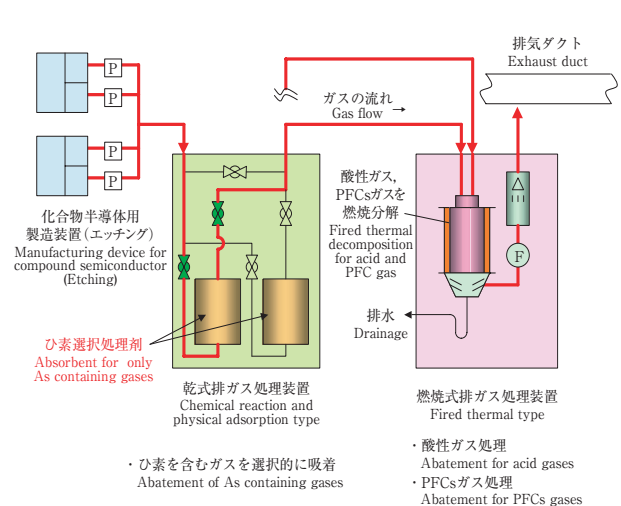 P
P
P
P
化合物半導体用
製造装置(エッチング)
Manufacturing device for
compound semiconductor
(Etching)
ガスの流れ
Gas flow →
排気ダクト
Exhaust duct
酸性ガス,
PFCsガスを
燃焼分解
Fired thermal
decomposition
for acid and
PFC gas
F
排水
Drainage
ひ素選択処理剤
Absorbent for only
As containing gases
乾式排ガス処理装置
Chemical reaction and
physical adsorption type
・ひ素を含むガスを選択的に吸着
Abatement of As containing gases
燃焼式排ガス処理装置
Fired thermal type
・酸性ガス処理
Abatement for acid gases
・PFCsガス処理
Abatement for PFCs gases